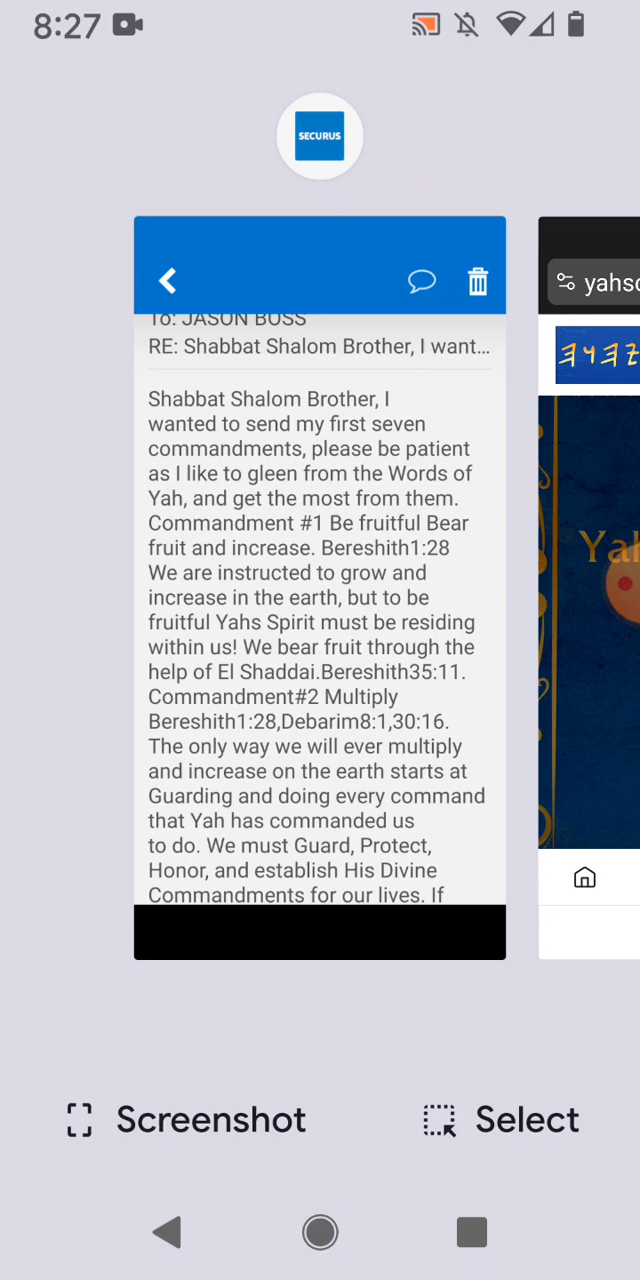 8:27
SECURUS
To: JASON BOSS
RE: Shabbat Shalom Brother, I want...
Shabbat Shalom Brother, I
wanted to send my first seven
commandments, please be patient
as I like to gleen from the Words of
Yah, and get the most from them.
Commandment #1 Be fruitful Bear
fruit and increase. Bereshith1:28
We are instructed to grow and
increase in the earth, but to be
fruitful Yahs Spirit must be residing
within us! We bear fruit through the
help of El Shaddai.Bereshith35:11.
Commandment#2 Multiply
Bereshith1:28,Debarim8:1,30:16.
The only way we will ever multiply
and increase on the earth starts at
Guarding and doing every command
that Yah has commanded us
to do. We must Guard, Protect,
Honor, and establish His Divine
Commandments for our lives. If
Screenshot
Select